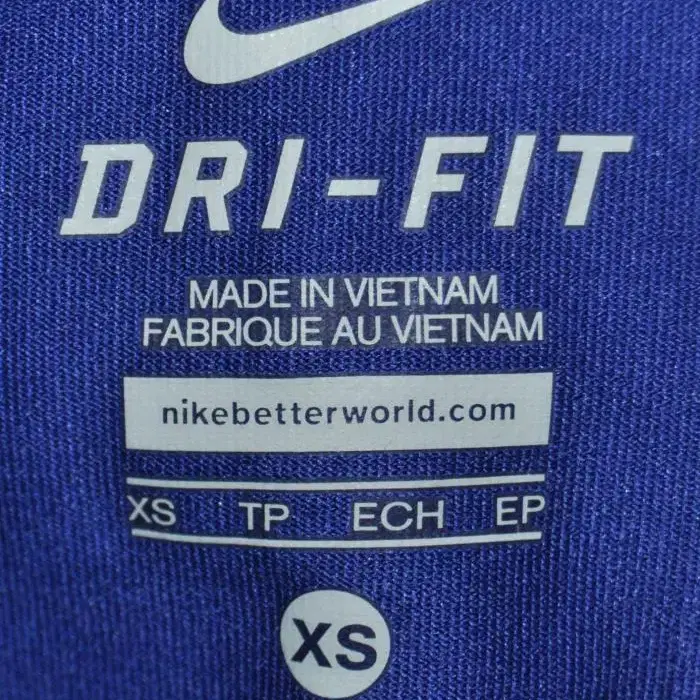 DRI-FIT
MADE IN VIETNAM
FABRIQUE AU VIETNAM
nikebetterworld.com
XS TP ECH EP
XS